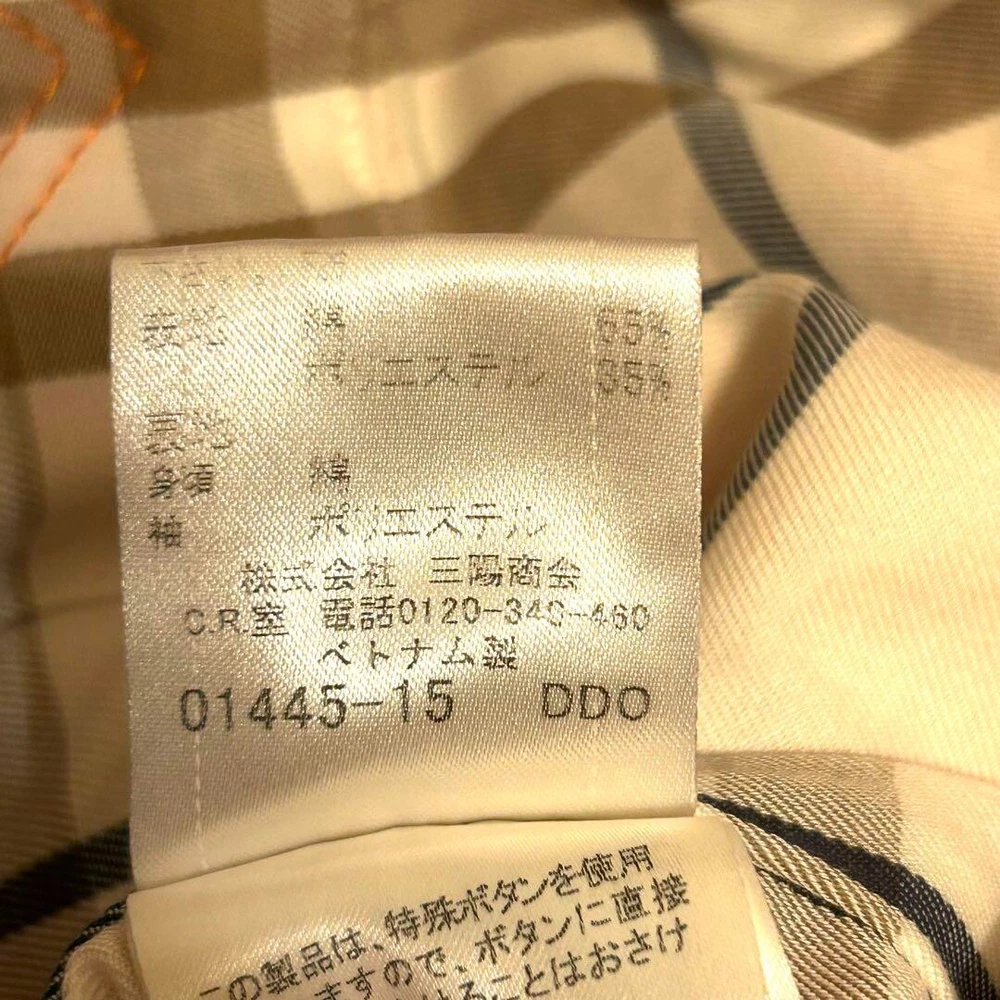 表地 綿 65%
ポリエステル 35%
裏地
身頃 綿
袖 ポリエステル
株式会社 三陽商会
C.R.室 電話0120-340-460
ベトナム製
01445-15 DDO
この製品は、特殊ボタンを使用
ますので、ボタンに直接
ことはおさけ